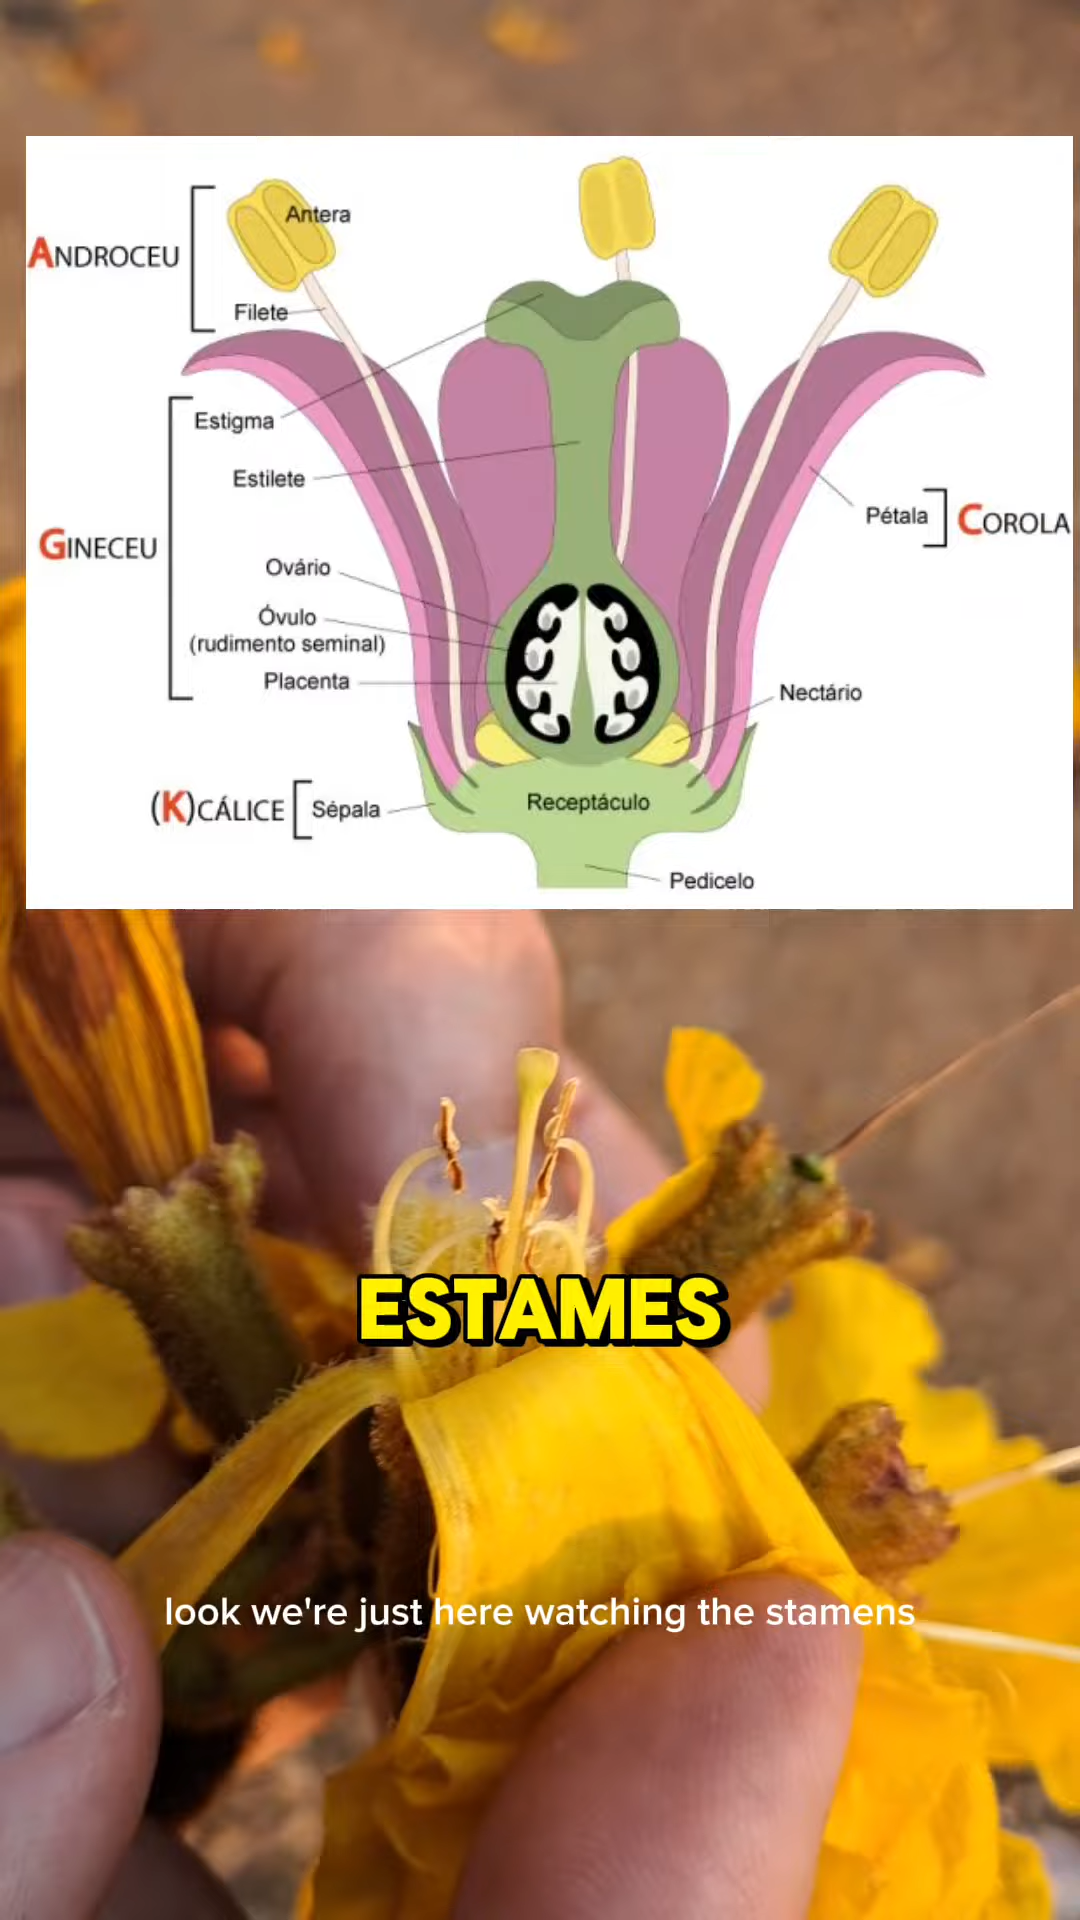 Antera
ANDROCEU
Filete
Estigma
Estilete
Pétala
COROLA
GINECEU
Ovário
Óvulo
(rudimento seminal)
Placenta
Nectário
(K)CÁLICE
Sépala
Receptáculo
Pedicelo
ESTAMES
look we're just here watching the stamens